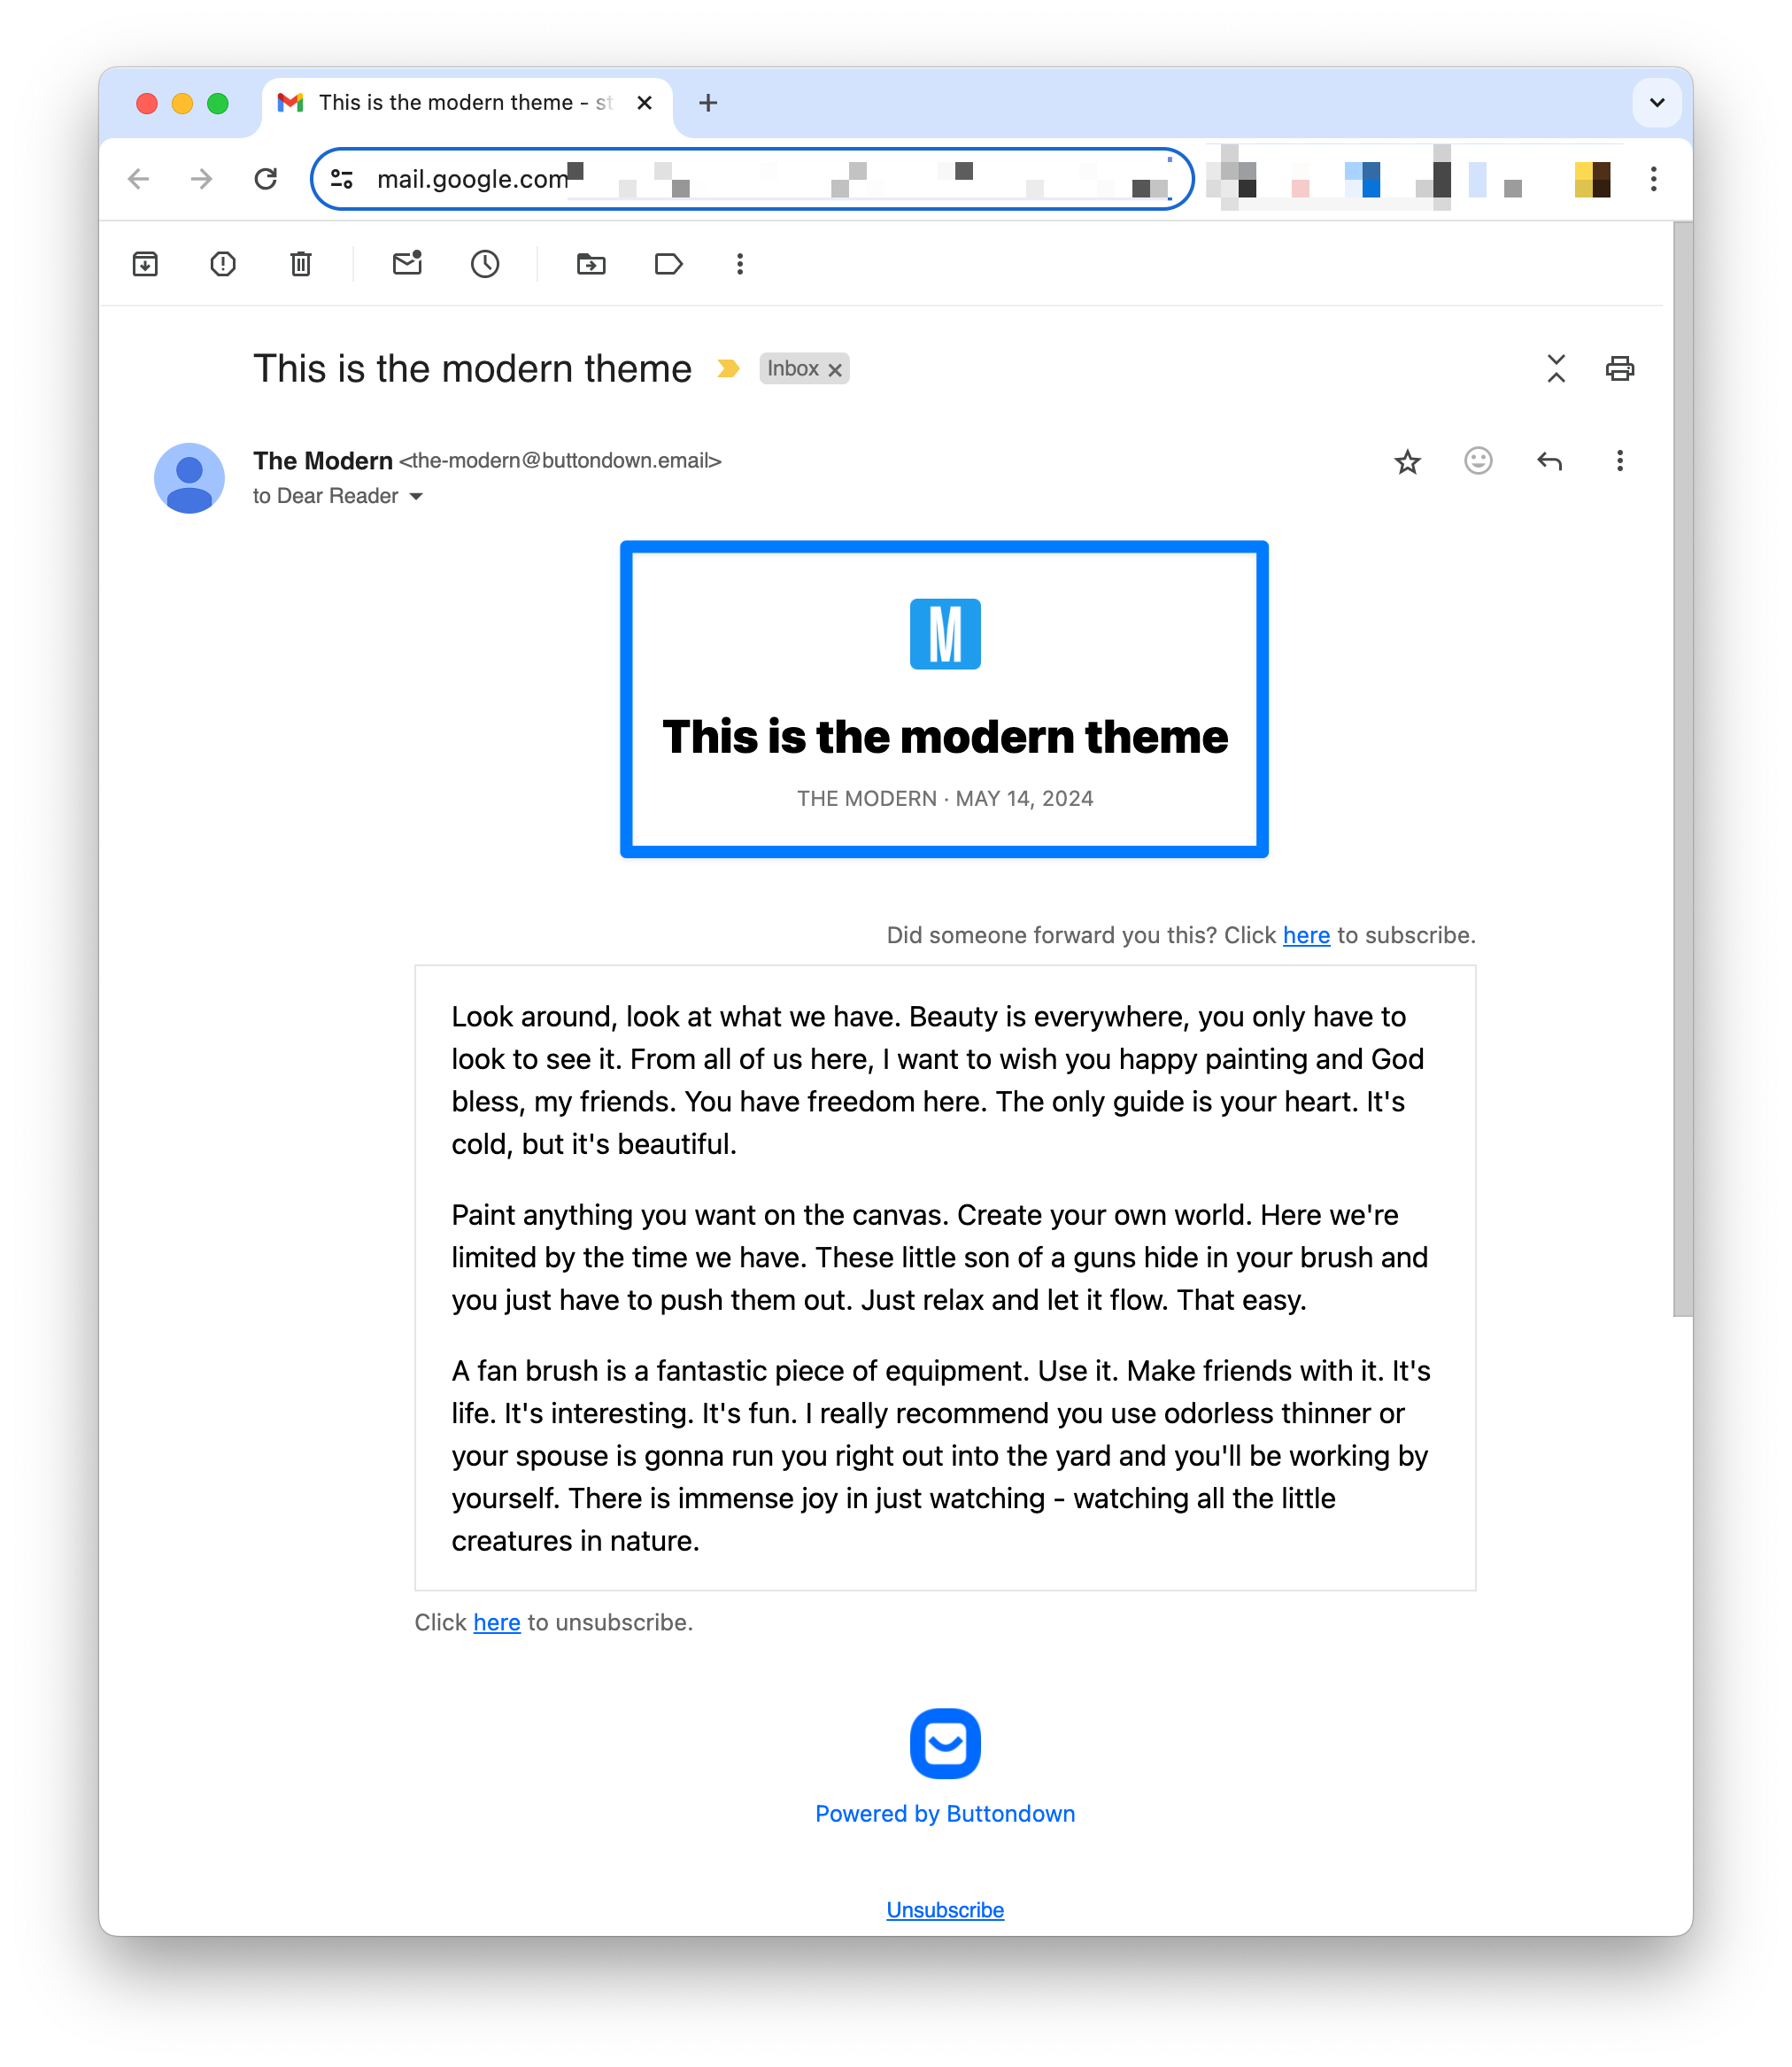 This is the modern theme - st
mail.google.com
This is the modern theme
Inbox
The Modern <the-modern@buttondown.email>
to Dear Reader
M
This is the modern theme
THE MODERN · MAY 14, 2024
Did someone forward you this? Click here to subscribe.
Look around, look at what we have. Beauty is everywhere, you only have to
look to see it. From all of us here, I want to wish you happy painting and God
bless, my friends. You have freedom here. The only guide is your heart. It's
cold, but it's beautiful.
Paint anything you want on the canvas. Create your own world. Here we're
limited by the time we have. These little son of a guns hide in your brush and
you just have to push them out. Just relax and let it flow. That easy.
A fan brush is a fantastic piece of equipment. Use it. Make friends with it. It's
life. It's interesting. It's fun. I really recommend you use odorless thinner or
your spouse is gonna run you right out into the yard and you'll be working by
yourself. There is immense joy in just watching - watching all the little
creatures in nature.
Click here to unsubscribe.
Powered by Buttondown
Unsubscribe